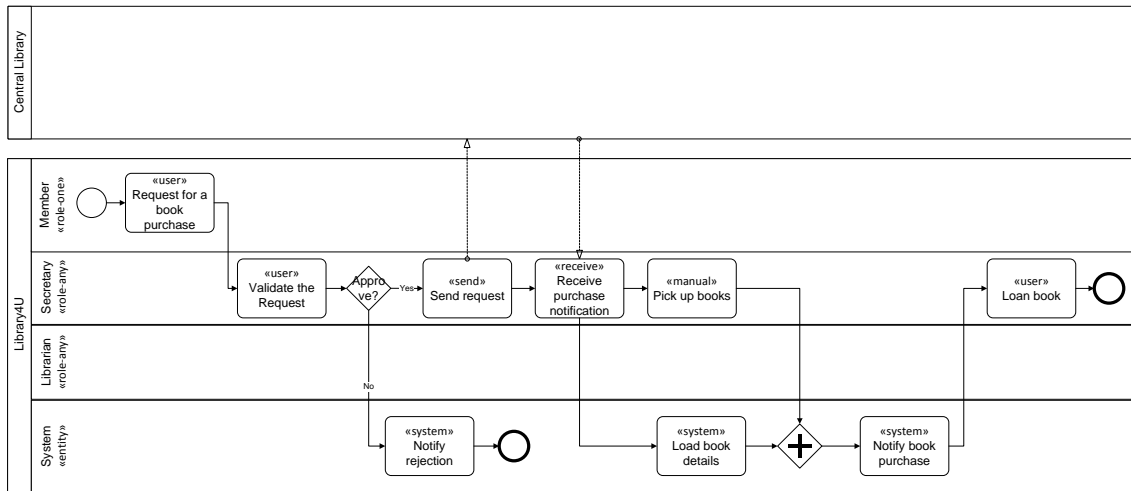 Central Library
Library4U
Member
«role-one»
«user»
Request for a
book
purchase
Secretary
«role-any»
«user»
Validate the
Request
Appro
ve?
Yes
«send»
Send request
«receive»
Receive
purchase
notification
«manual»
Pick up books
«user»
Loan book
Librarian
«role-any»
No
System
«entity»
«system»
Notify
rejection
«system»
Load book
details
«system»
Notify book
purchase